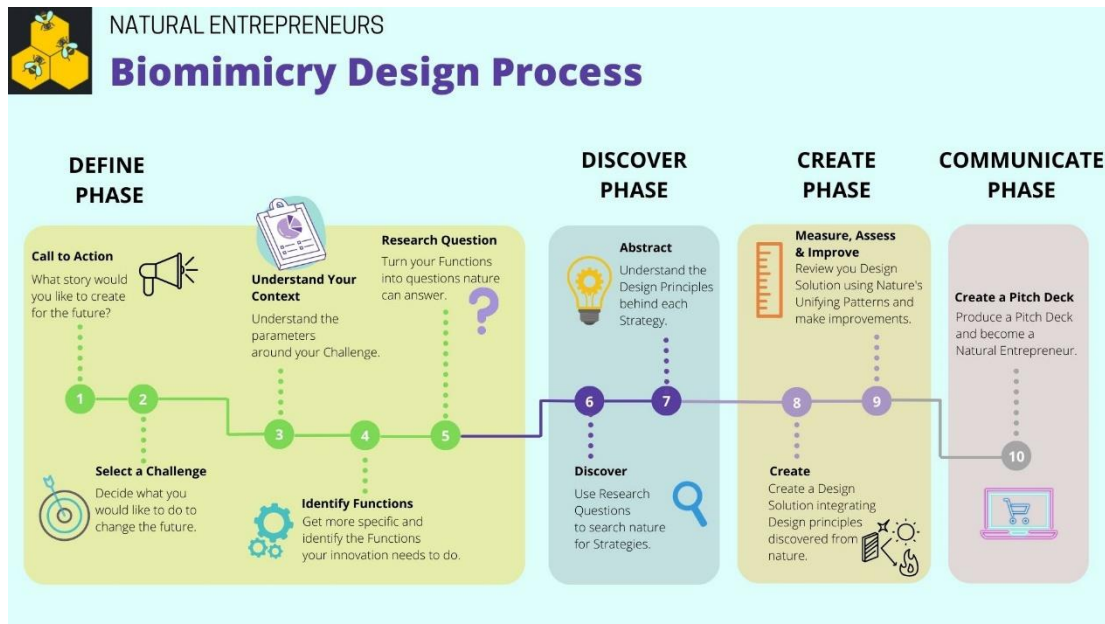 NATURAL ENTREPRENEURS
Biomimicry Design Process
DEFINE
PHASE
Call to Action
What story would
you like to create
for the future?
1
2
Select a Challenge
Decide what you
would like to do to
change the future.
Understand Your
Context
Understand the
parameters
around your Challenge.
3
4
Identify Functions
Get more specific and
identify the Functions
your innovation needs to do.
Research Question
Turn your Functions
into questions nature
can answer.
?
5
DISCOVER
PHASE
6
Discover
Use Research
Questions
to search nature
for Strategies.
Abstract
Understand the
Design Principles
behind each
Strategy.
7
CREATE
PHASE
8
Create
Create a Design
Solution integrating
Design principles
discovered from
nature.
Measure, Assess
& Improve
Review you Design
Solution using Nature's
Unifying Patterns and
make improvements.
9
COMMUNICATE
PHASE
Create a Pitch Deck
Produce a Pitch Deck
and become a
Natural Entrepreneur.
10